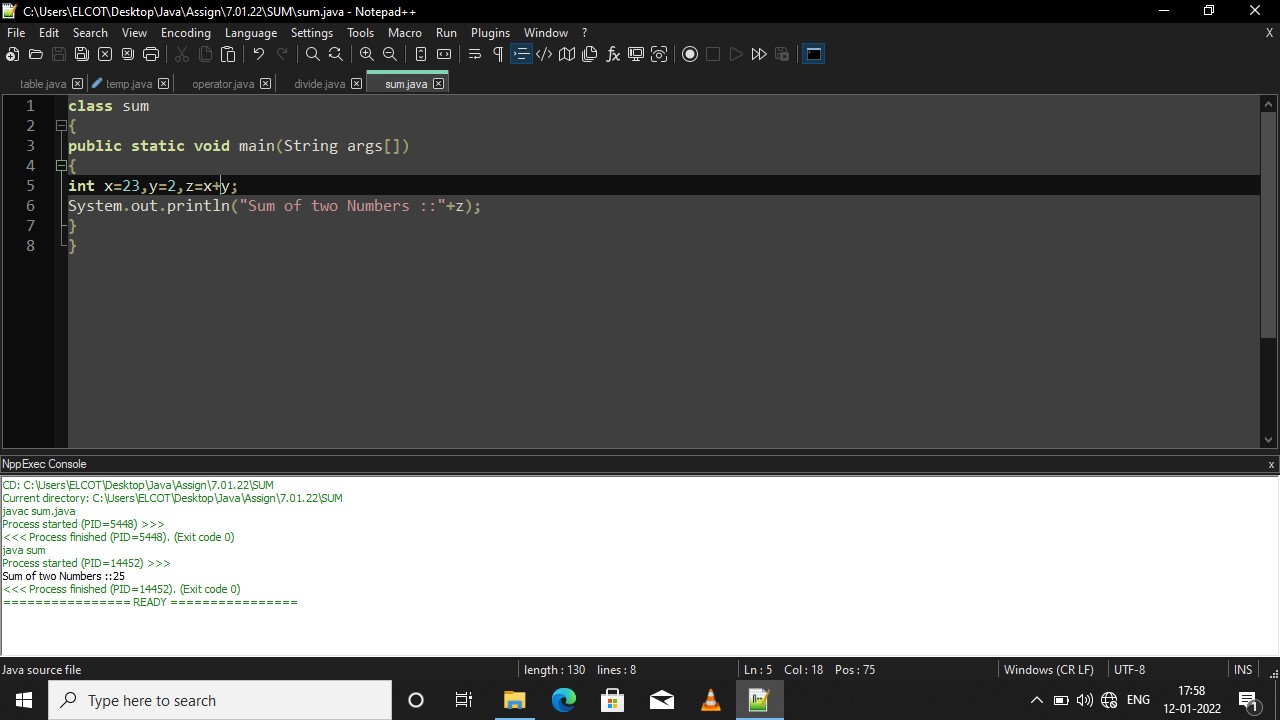 C:\Users\ELCOT\Desktop\Java\Assign\7.01.22\SUM\sum.java - Notepad++
File Edit Search View Encoding Language Settings Tools Macro Run Plugins Window ? X
table.java temp.java operator.java divide.java sum.java
1 class sum
2 {
3 public static void main(String args[])
4 {
5 int x=23,y=2,z=x+y;
6 System.out.println("Sum of two Numbers ::"+z);
7 }
8 }
NppExec Console x
CD: C:\Users\ELCOT\Desktop\Java\Assign\7.01.22\SUM
Current directory: C:\Users\ELCOT\Desktop\Java\Assign\7.01.22\SUM
javac sum.java
Process started (PID=5448) >>>
<<< Process finished (PID=5448). (Exit code 0)
java sum
Process started (PID=14452) >>>
Sum of two Numbers ::25
<<< Process finished (PID=14452). (Exit code 0)
================ READY ================
Java source file length : 130 lines : 8 Ln : 5 Col : 18 Pos : 75 Windows (CR LF) UTF-8 INS
Type here to search ENG 17:58
12-01-2022 1